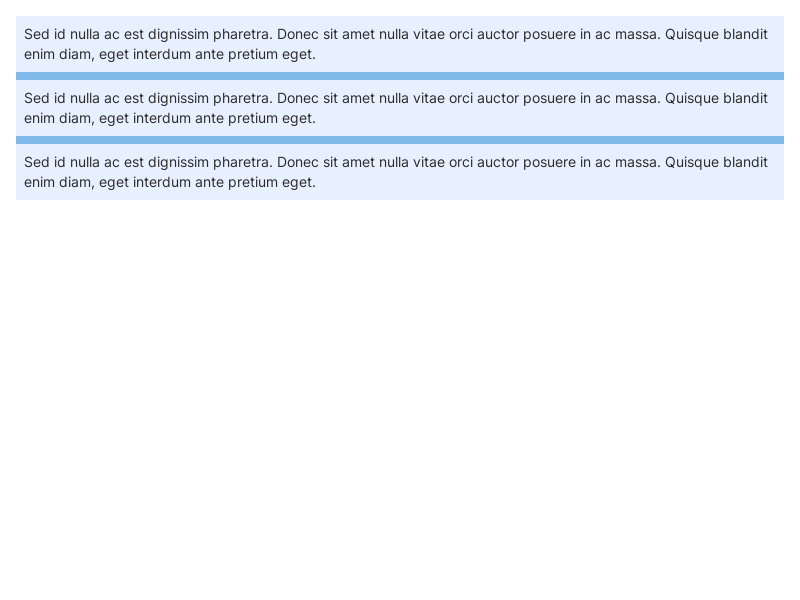 Sed id nulla ac est dignissim pharetra. Donec sit amet nulla vitae orci auctor posuere in ac massa. Quisque blandit
enim diam, eget interdum ante pretium eget.
Sed id nulla ac est dignissim pharetra. Donec sit amet nulla vitae orci auctor posuere in ac massa. Quisque blandit
enim diam, eget interdum ante pretium eget.
Sed id nulla ac est dignissim pharetra. Donec sit amet nulla vitae orci auctor posuere in ac massa. Quisque blandit
enim diam, eget interdum ante pretium eget.